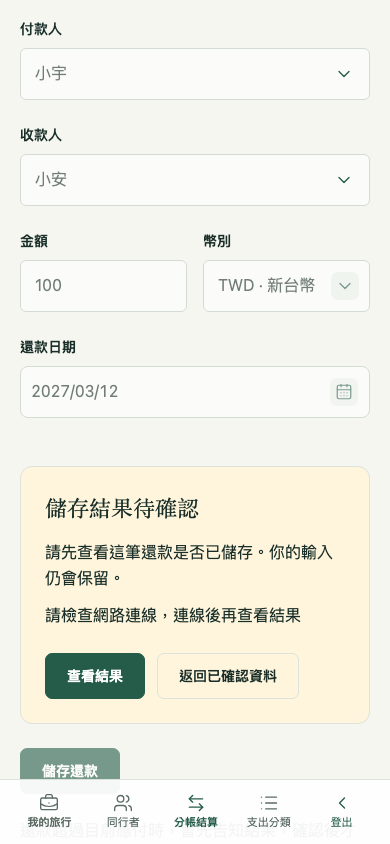 付款人
小宇
收款人
小安
金額
幣別
100
TWD · 新台幣
還款日期
2027/03/12
儲存結果待確認
請先查看這筆還款是否已儲存。你的輸入
仍會保留。
請檢查網路連線，連線後再查看結果
查看結果
返回已確認資料
儲存還款
我的旅行
同行者
分帳結算
支出分類
登出